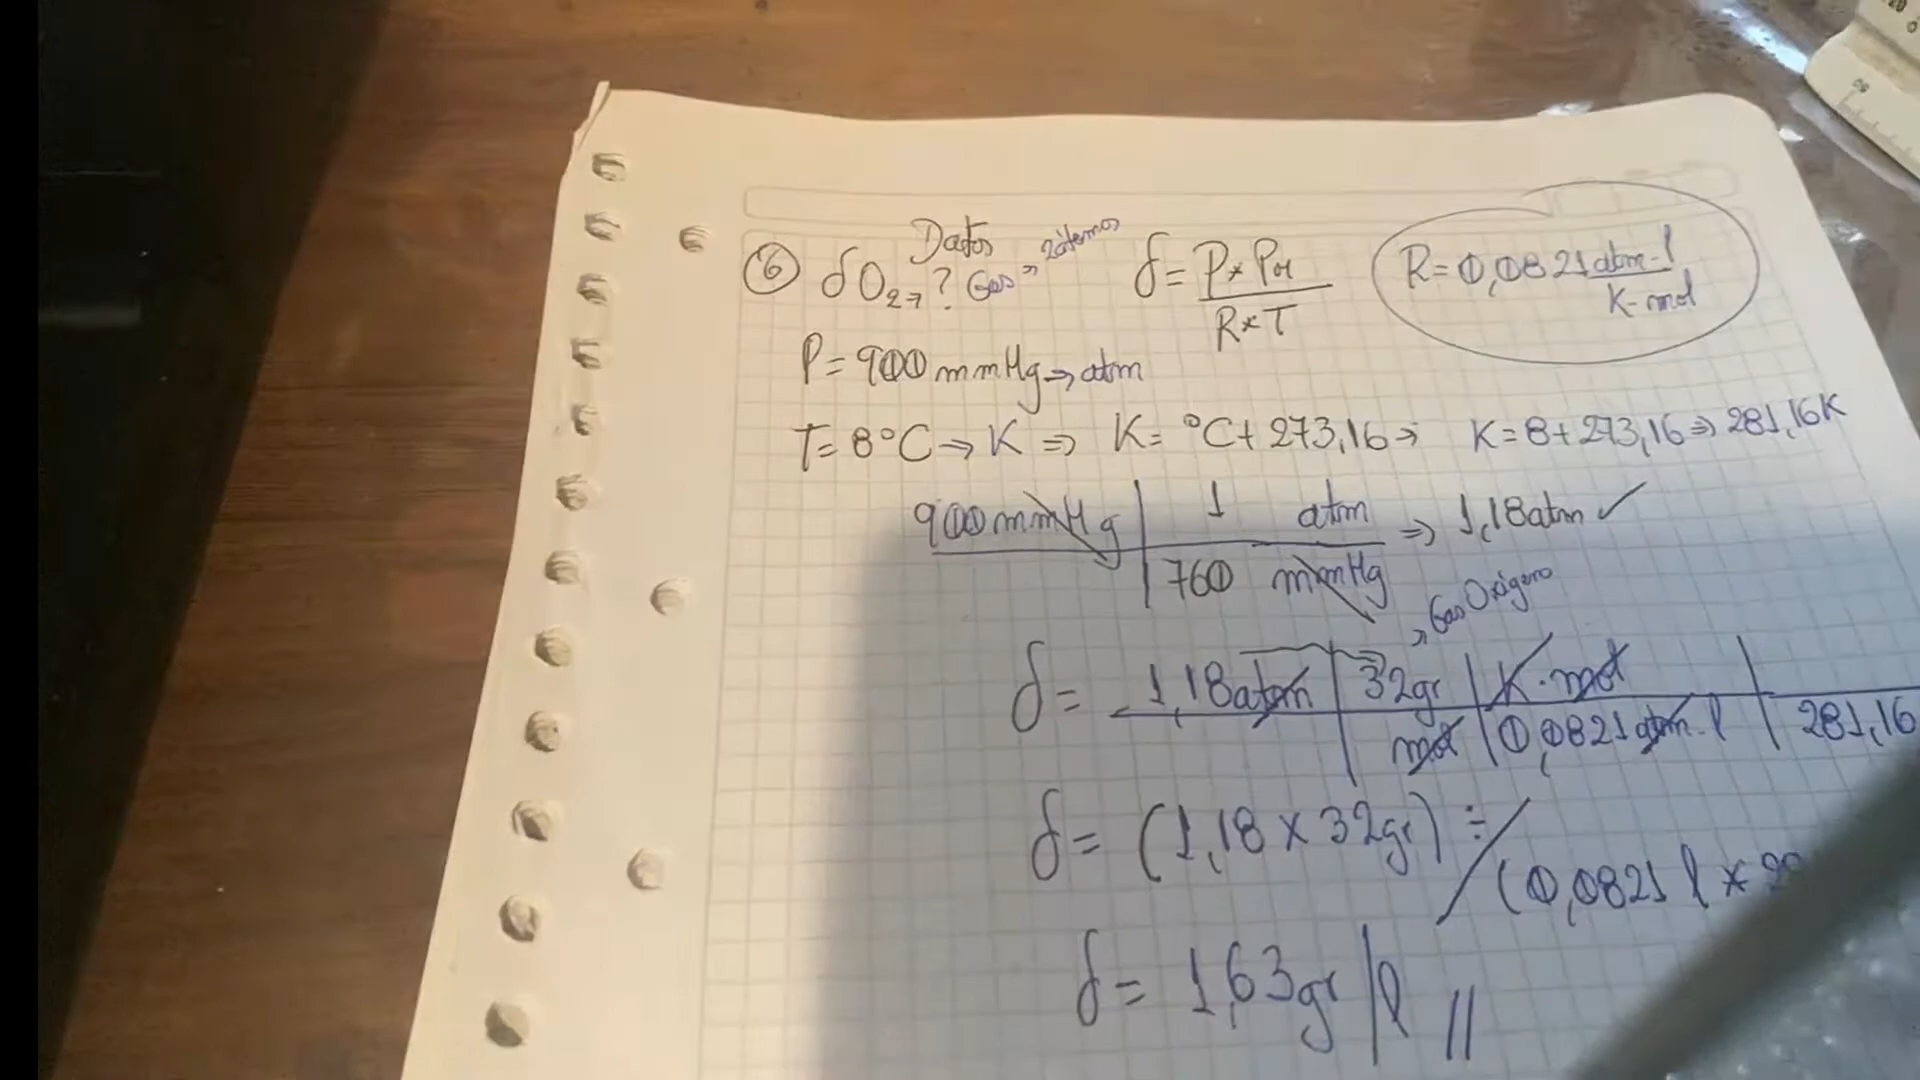 Datos
⑥ δO₂→? Gas → 2átomos δ = P * PM / R * T R = 0,0821 atm-l / K-mol
P = 900 mmHg → atm
T = 8°C → K ⇒ K = °C + 273,16 → K = 8 + 273,16 ⇒ 281,16K
900 mmHg | 1 atm ⇒ 1,18atm ✓
760 mmHg
→ Gas Oxígeno
δ = 1,18atm | 32gr | K·mol |
mol | 0,0821 atm·l | 281,16
δ = (1,18 x 32gr) ÷ / (0,0821 l *
δ = 1,63gr/l //